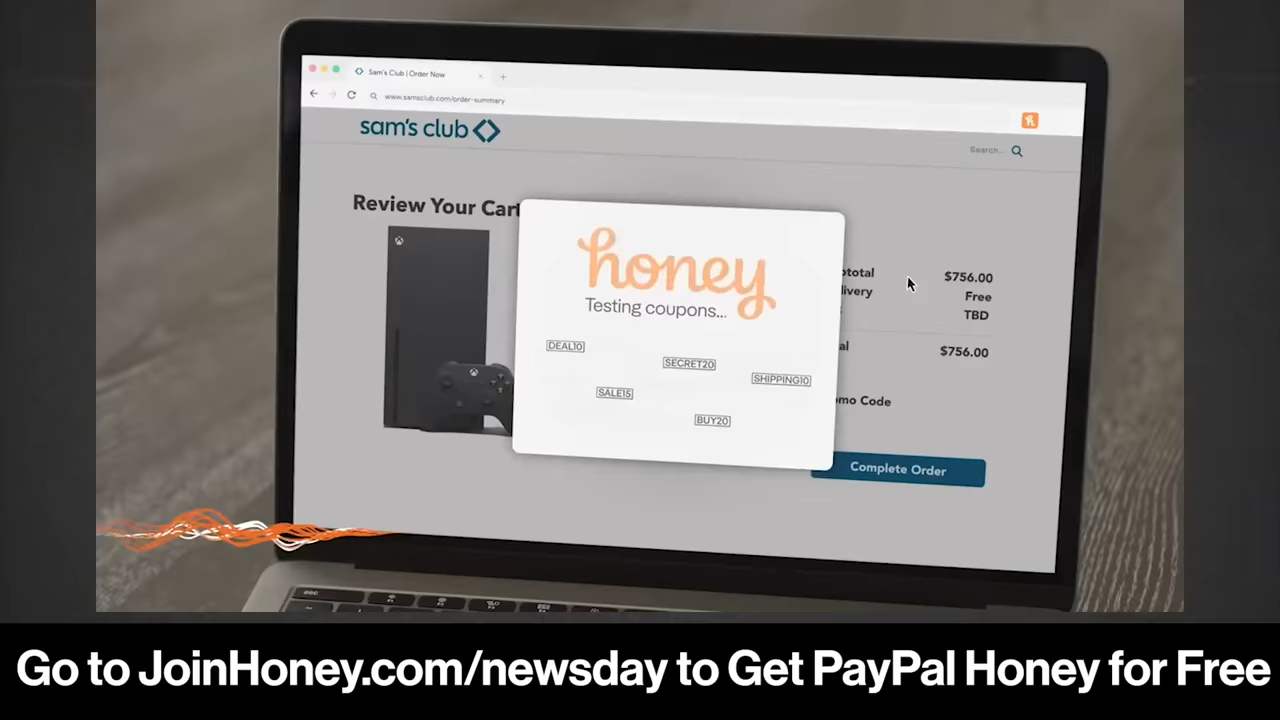 Sam's Club | Order Now
www.samsclub.com/order-summary
sam's club
Search...
Review Your Cart
honey
Testing coupons...
DEAL10
SECRET20
SHIPPING10
SALE15
BUY20
$756.00
Free
TBD
$756.00
Complete Order
esc
Go to JoinHoney.com/newsday to Get PayPal Honey for Free